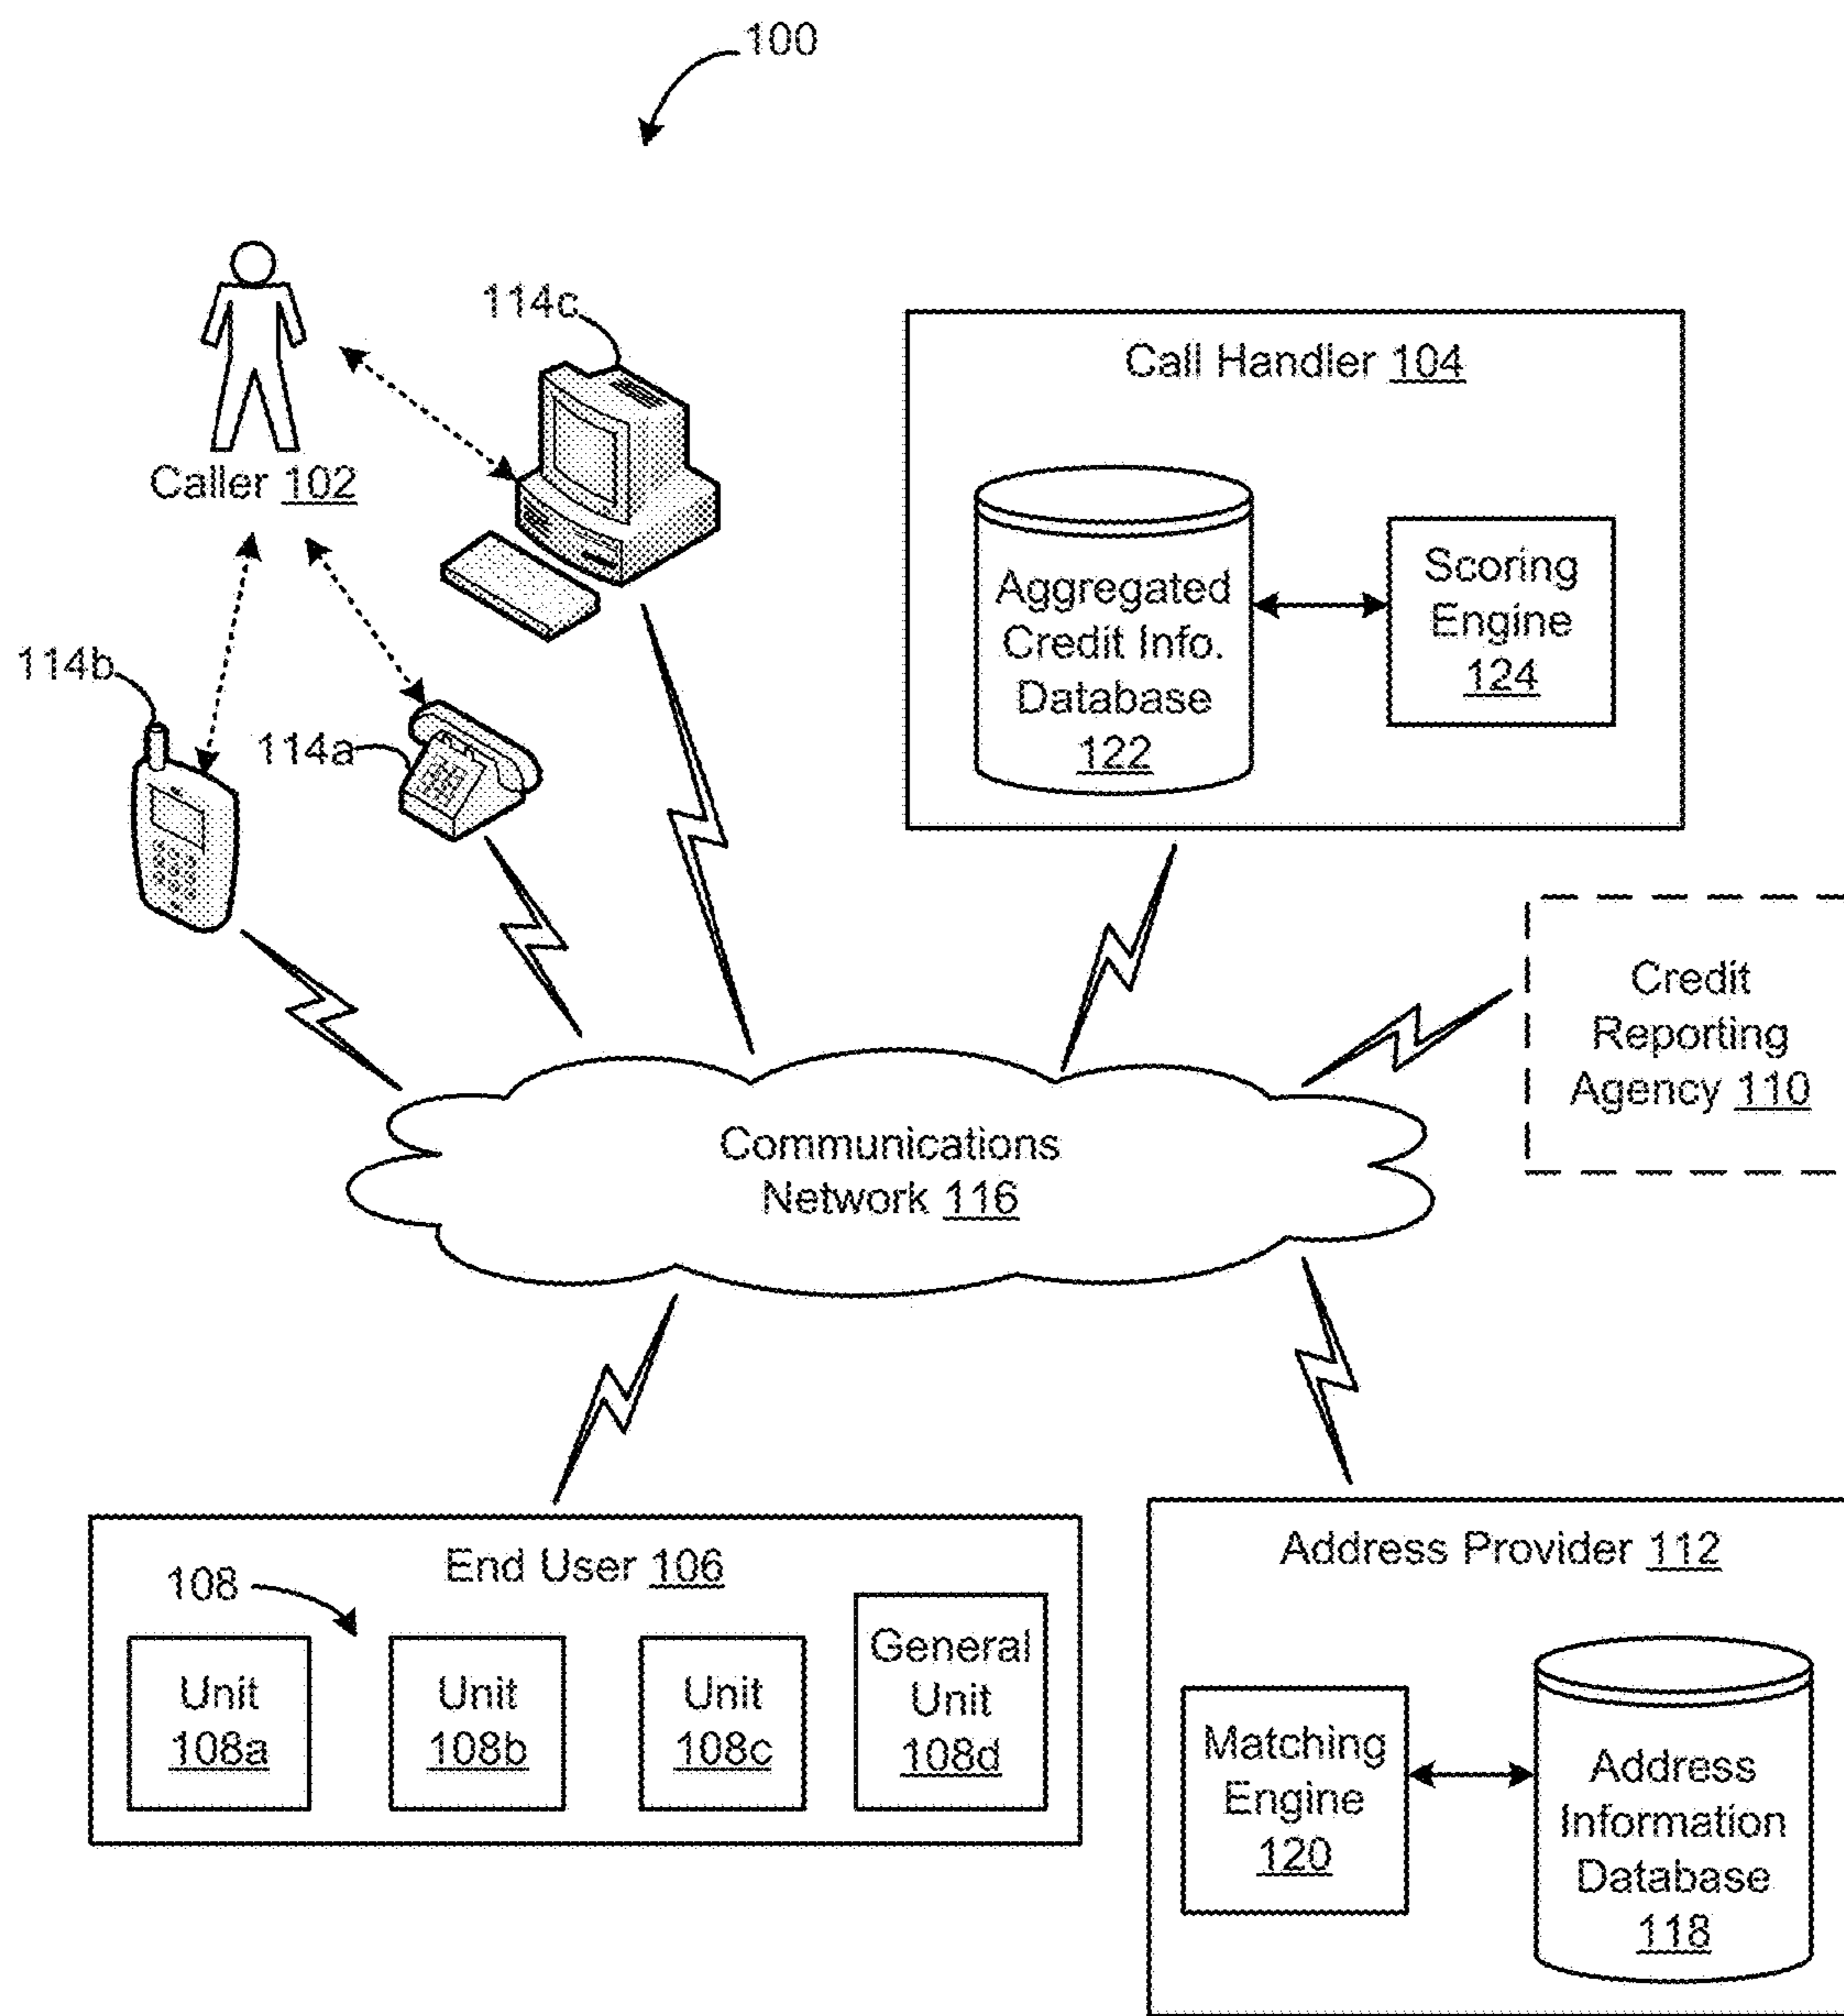 100
114c
Caller 102
114b
114a
Call Handler 104
Aggregated
Credit Info.
Database
122
Scoring
Engine
124
Credit
Reporting
Agency 110
Communications
Network 116
End User 106
108
Unit
108a
Unit
108b
Unit
108c
General
Unit
108d
Address Provider 112
Matching
Engine
120
Address
Information
Database
118